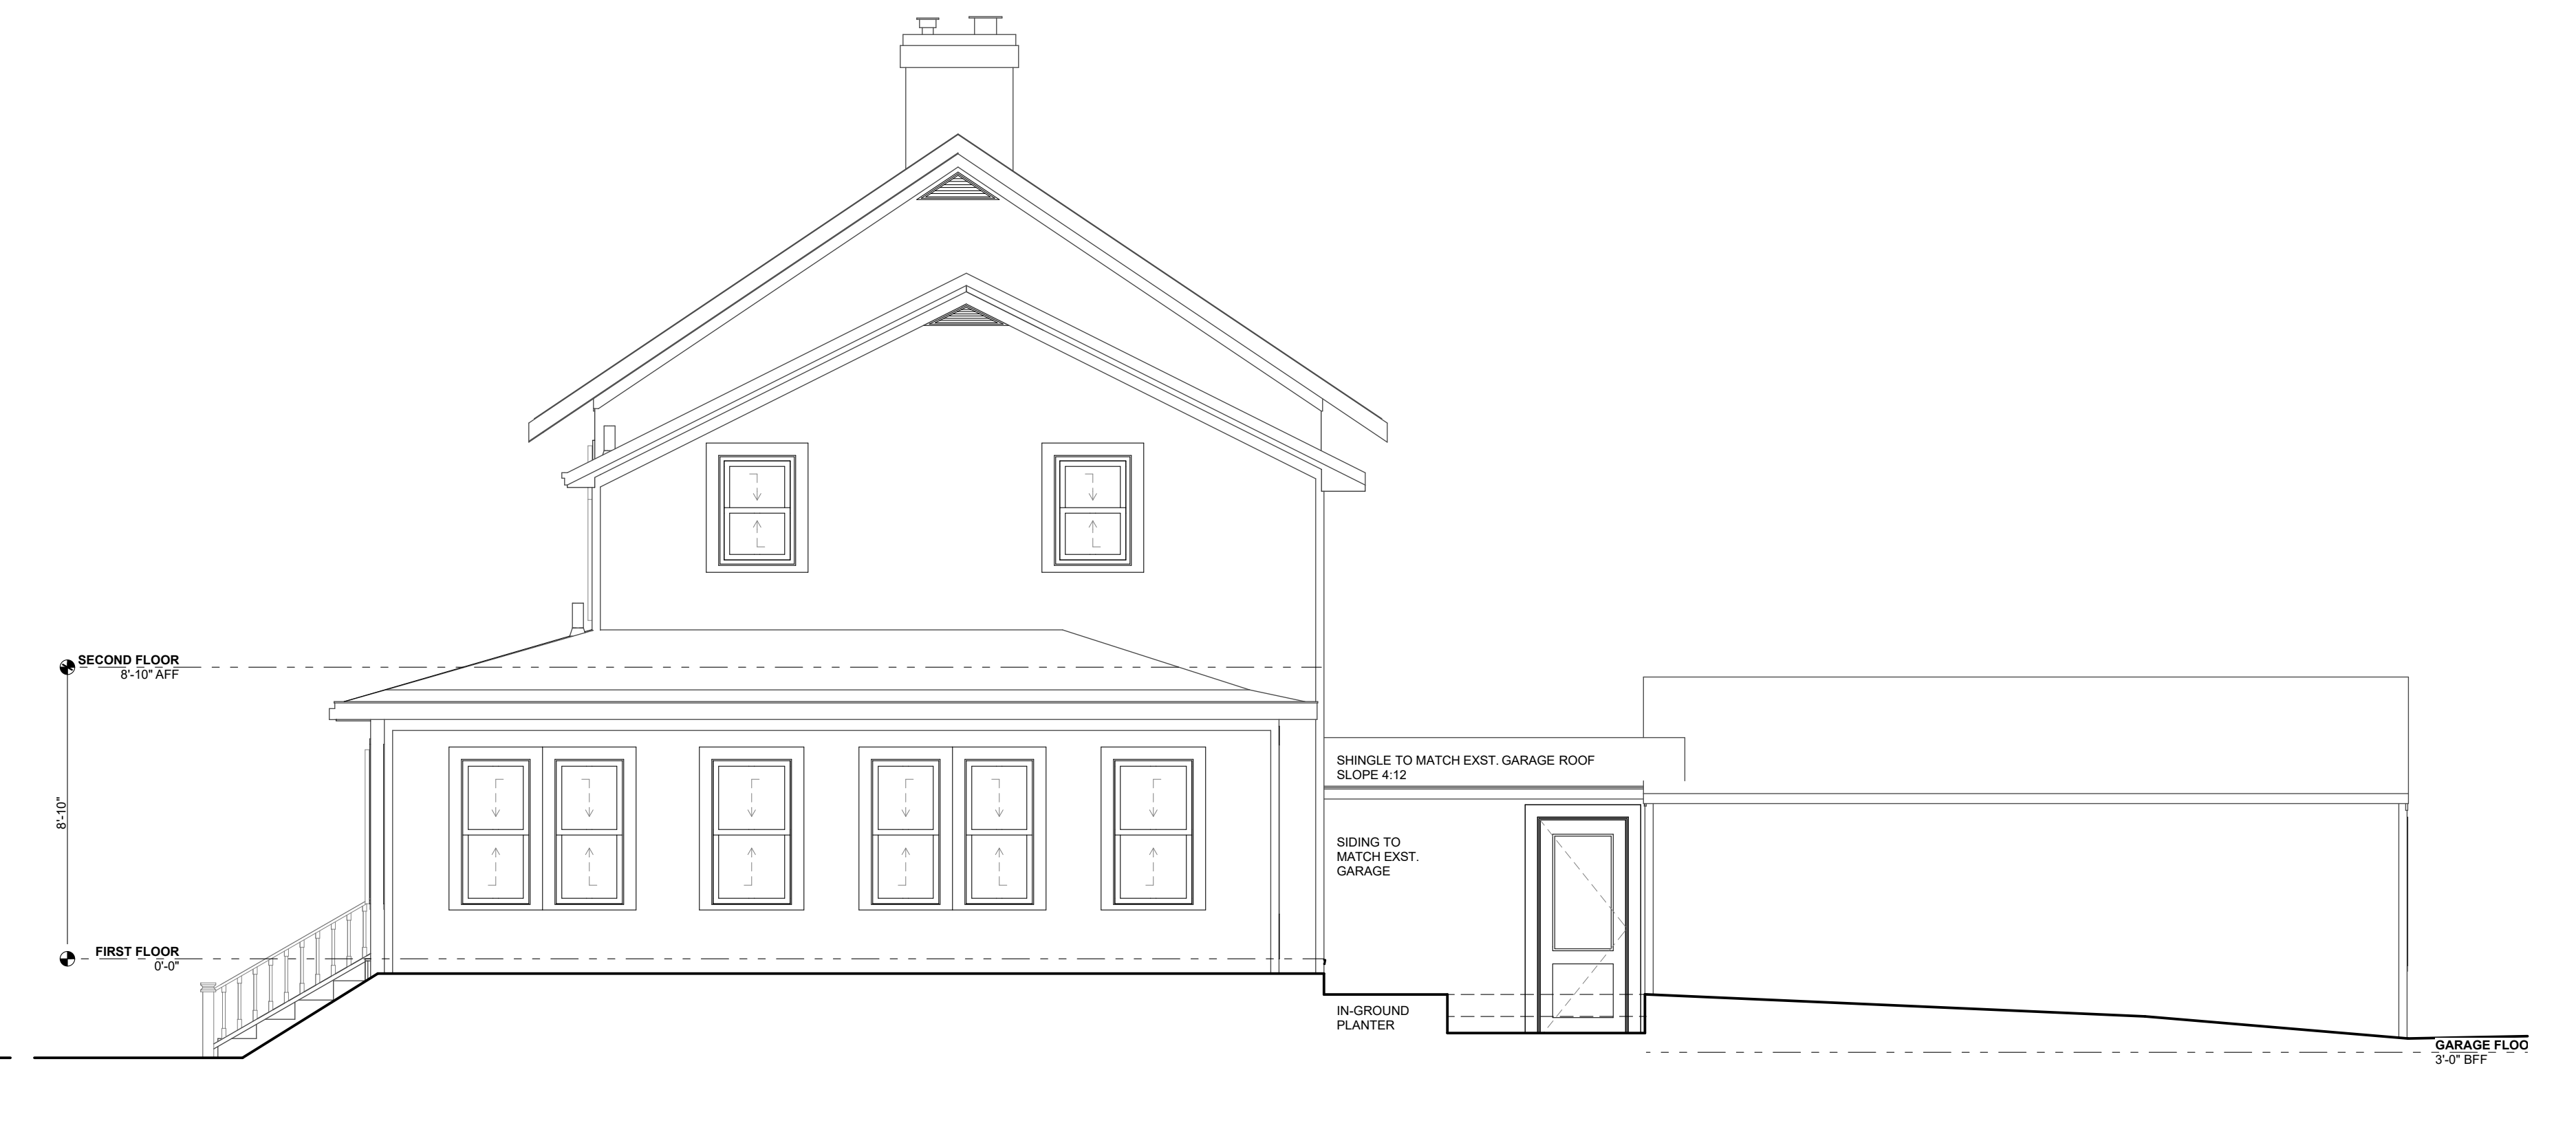 SECOND FLOOR
8'-10" AFF
8'-10"
SHINGLE TO MATCH EXST. GARAGE ROOF
SLOPE 4:12
SIDING TO
MATCH EXST.
GARAGE
FIRST FLOOR
0'-0"
IN-GROUND
PLANTER
GARAGE FLOO
3'-0" BFF